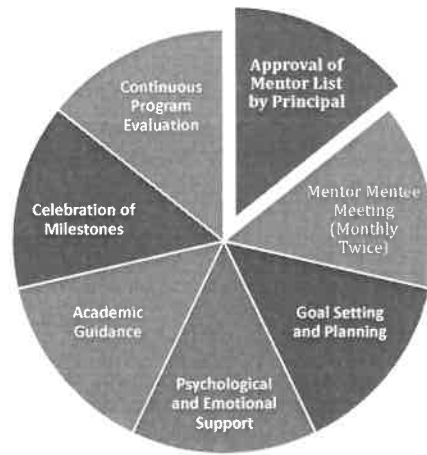 Approval of
Mentor List
by Principal
Mentor Mentee
Meeting
(Monthly
Twice)
Goal Setting
and Planning
Psychological
and Emotional
Support
Academic
Guidance
Celebration of
Milestones
Continuous
Program
Evaluation